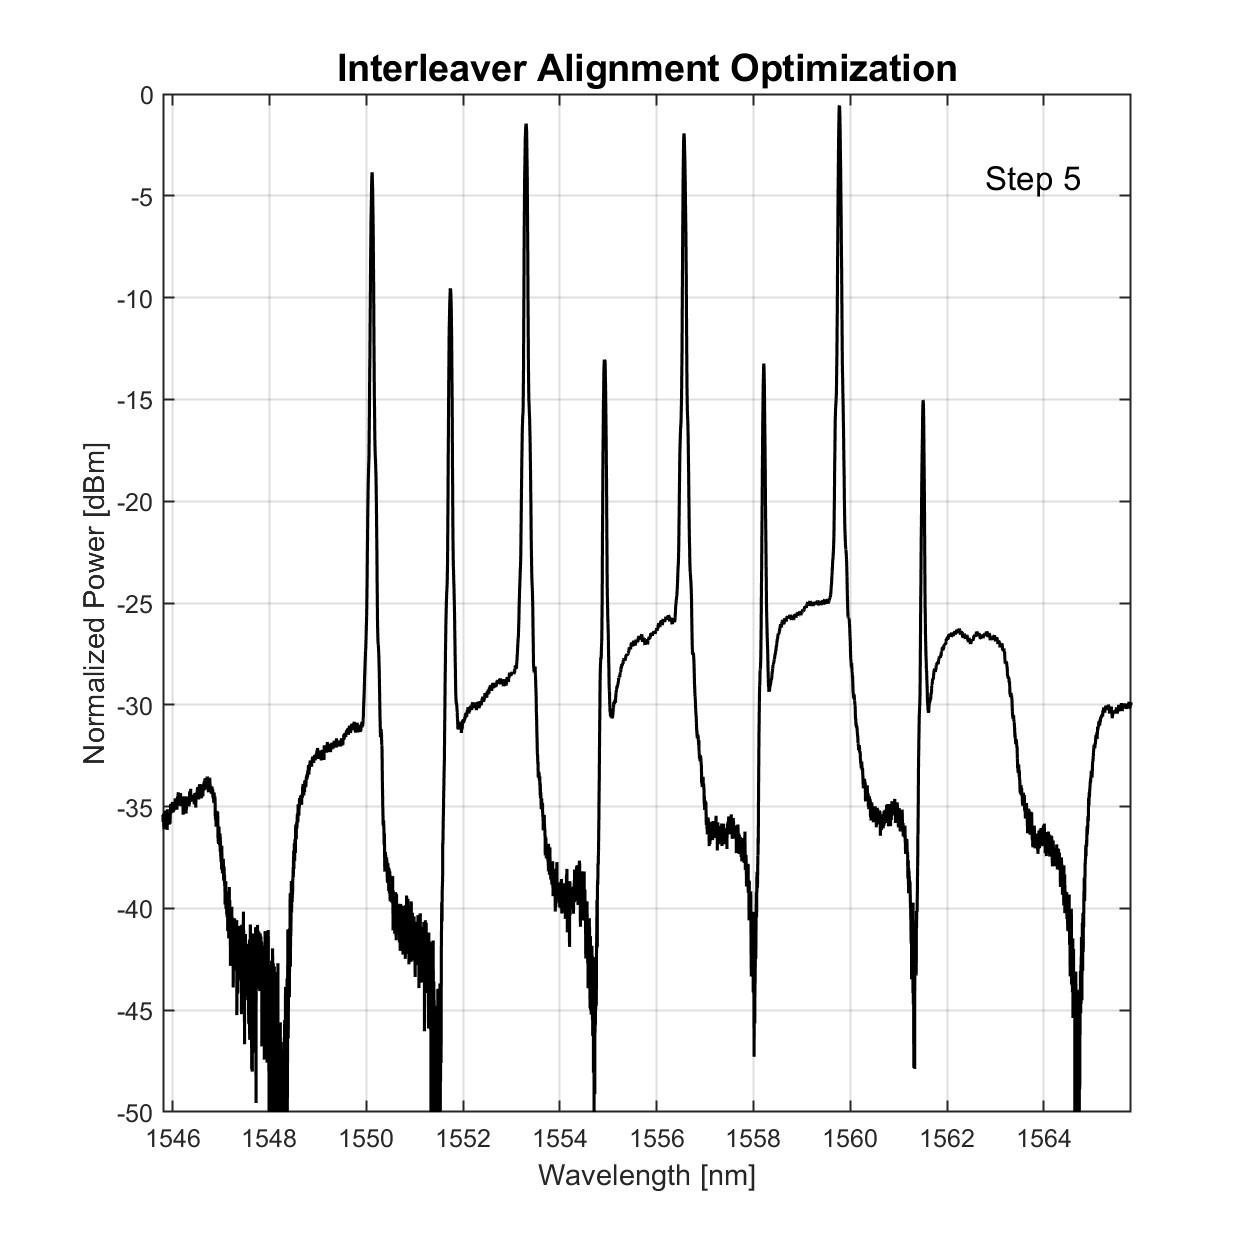 Interleaver Alignment Optimization
Step 5
Normalized Power [dBm]
0
-5
-10
-15
-20
-25
-30
-35
-40
-45
-50
1546 1548 1550 1552 1554 1556 1558 1560 1562 1564
Wavelength [nm]